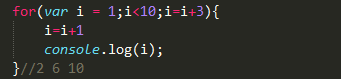 for(var i = 1;i<10;i=i+3){
    i=i+1
    console.log(i);
}//2 6 10